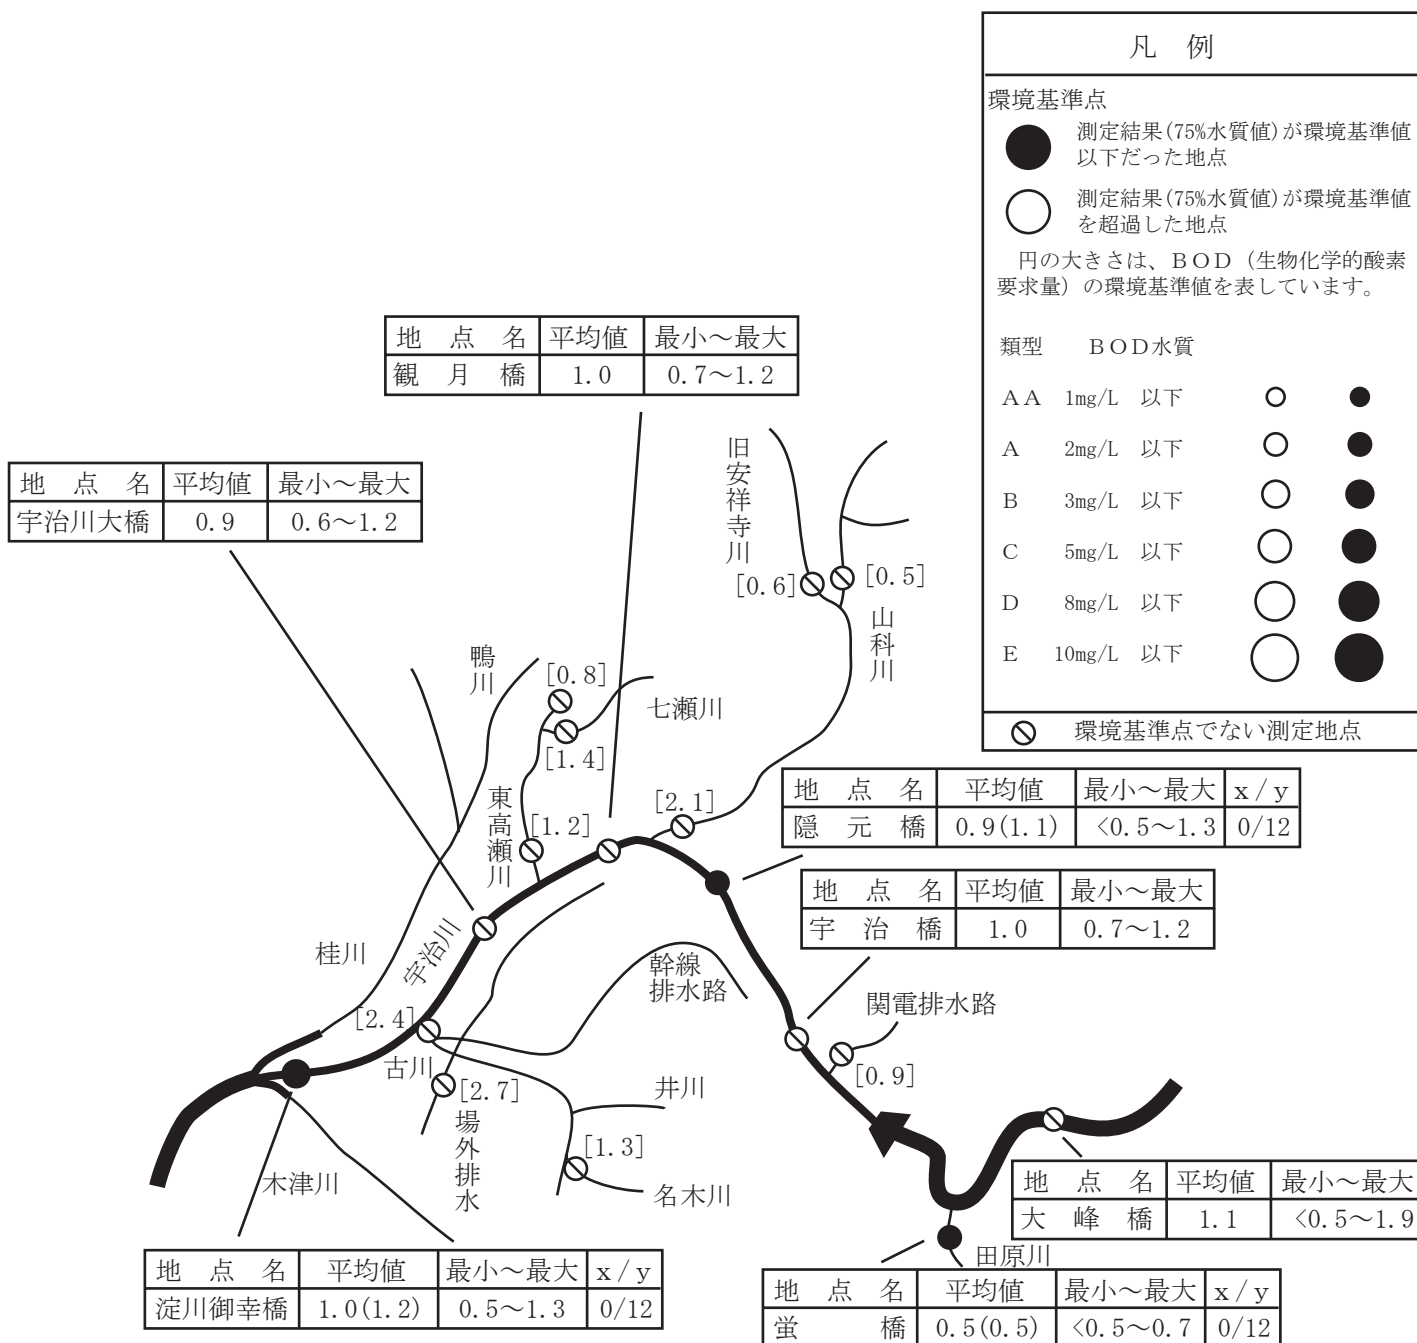 凡 例
環境基準点
測定結果(75%水質値)が環境基準値
以下だった地点
測定結果(75%水質値)が環境基準値
を超過した地点
円の大きさは、BOD（生物化学的酸素
要求量）の環境基準値を表しています。
類型 BOD水質
AA 1mg/L 以下
A 2mg/L 以下
B 3mg/L 以下
C 5mg/L 以下
D 8mg/L 以下
E 10mg/L 以下
環境基準点でない測定地点
地点名 平均値 最小～最大
観月橋 1.0 0.7～1.2
地点名 平均値 最小～最大
宇治川大橋 0.9 0.6～1.2
旧安祥寺川
[0.6]
[0.5]
山科川
鴨川
[0.8]
七瀬川
[1.4]
東高瀬川
[1.2]
[2.1]
地点名 平均値 最小～最大 x/y
隠元橋 0.9(1.1) <0.5～1.3 0/12
地点名 平均値 最小～最大
宇治橋 1.0 0.7～1.2
桂川
宇治川
幹線
排水路
関電排水路
[2.4]
古川
[0.9]
[2.7]
井川
場外排水
[1.3]
名木川
木津川
地点名 平均値 最小～最大
大峰橋 1.1 <0.5～1.9
田原川
地点名 平均値 最小～最大 x/y
淀川御幸橋 1.0(1.2) 0.5～1.3 0/12
地点名 平均値 最小～最大 x/y
蛍橋 0.5(0.5) <0.5～0.7 0/12